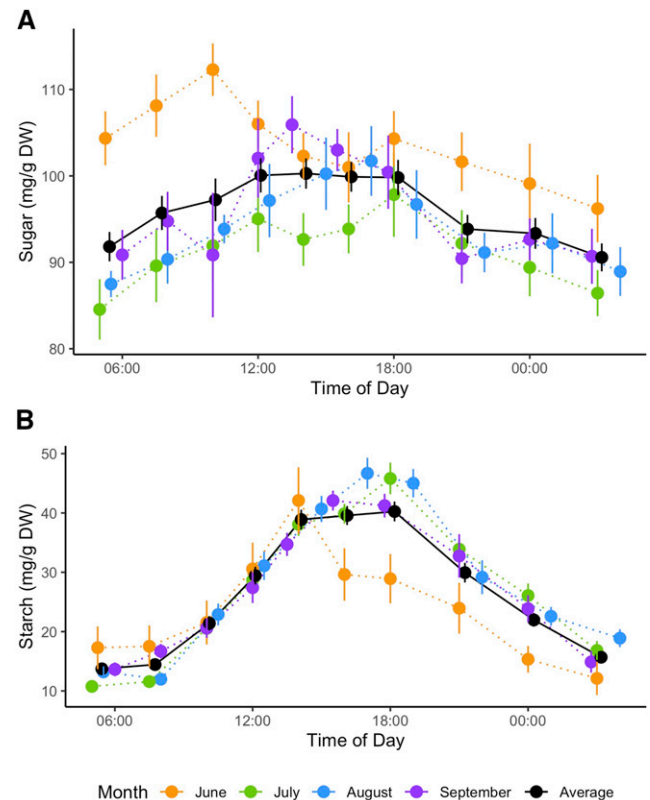 A
Sugar (mg/g DW)
110
100
90
80
06:00 12:00 18:00 00:00
Time of Day
B
Starch (mg/g DW)
50
40
30
20
10
06:00 12:00 18:00 00:00
Time of Day
Month June July August September Average